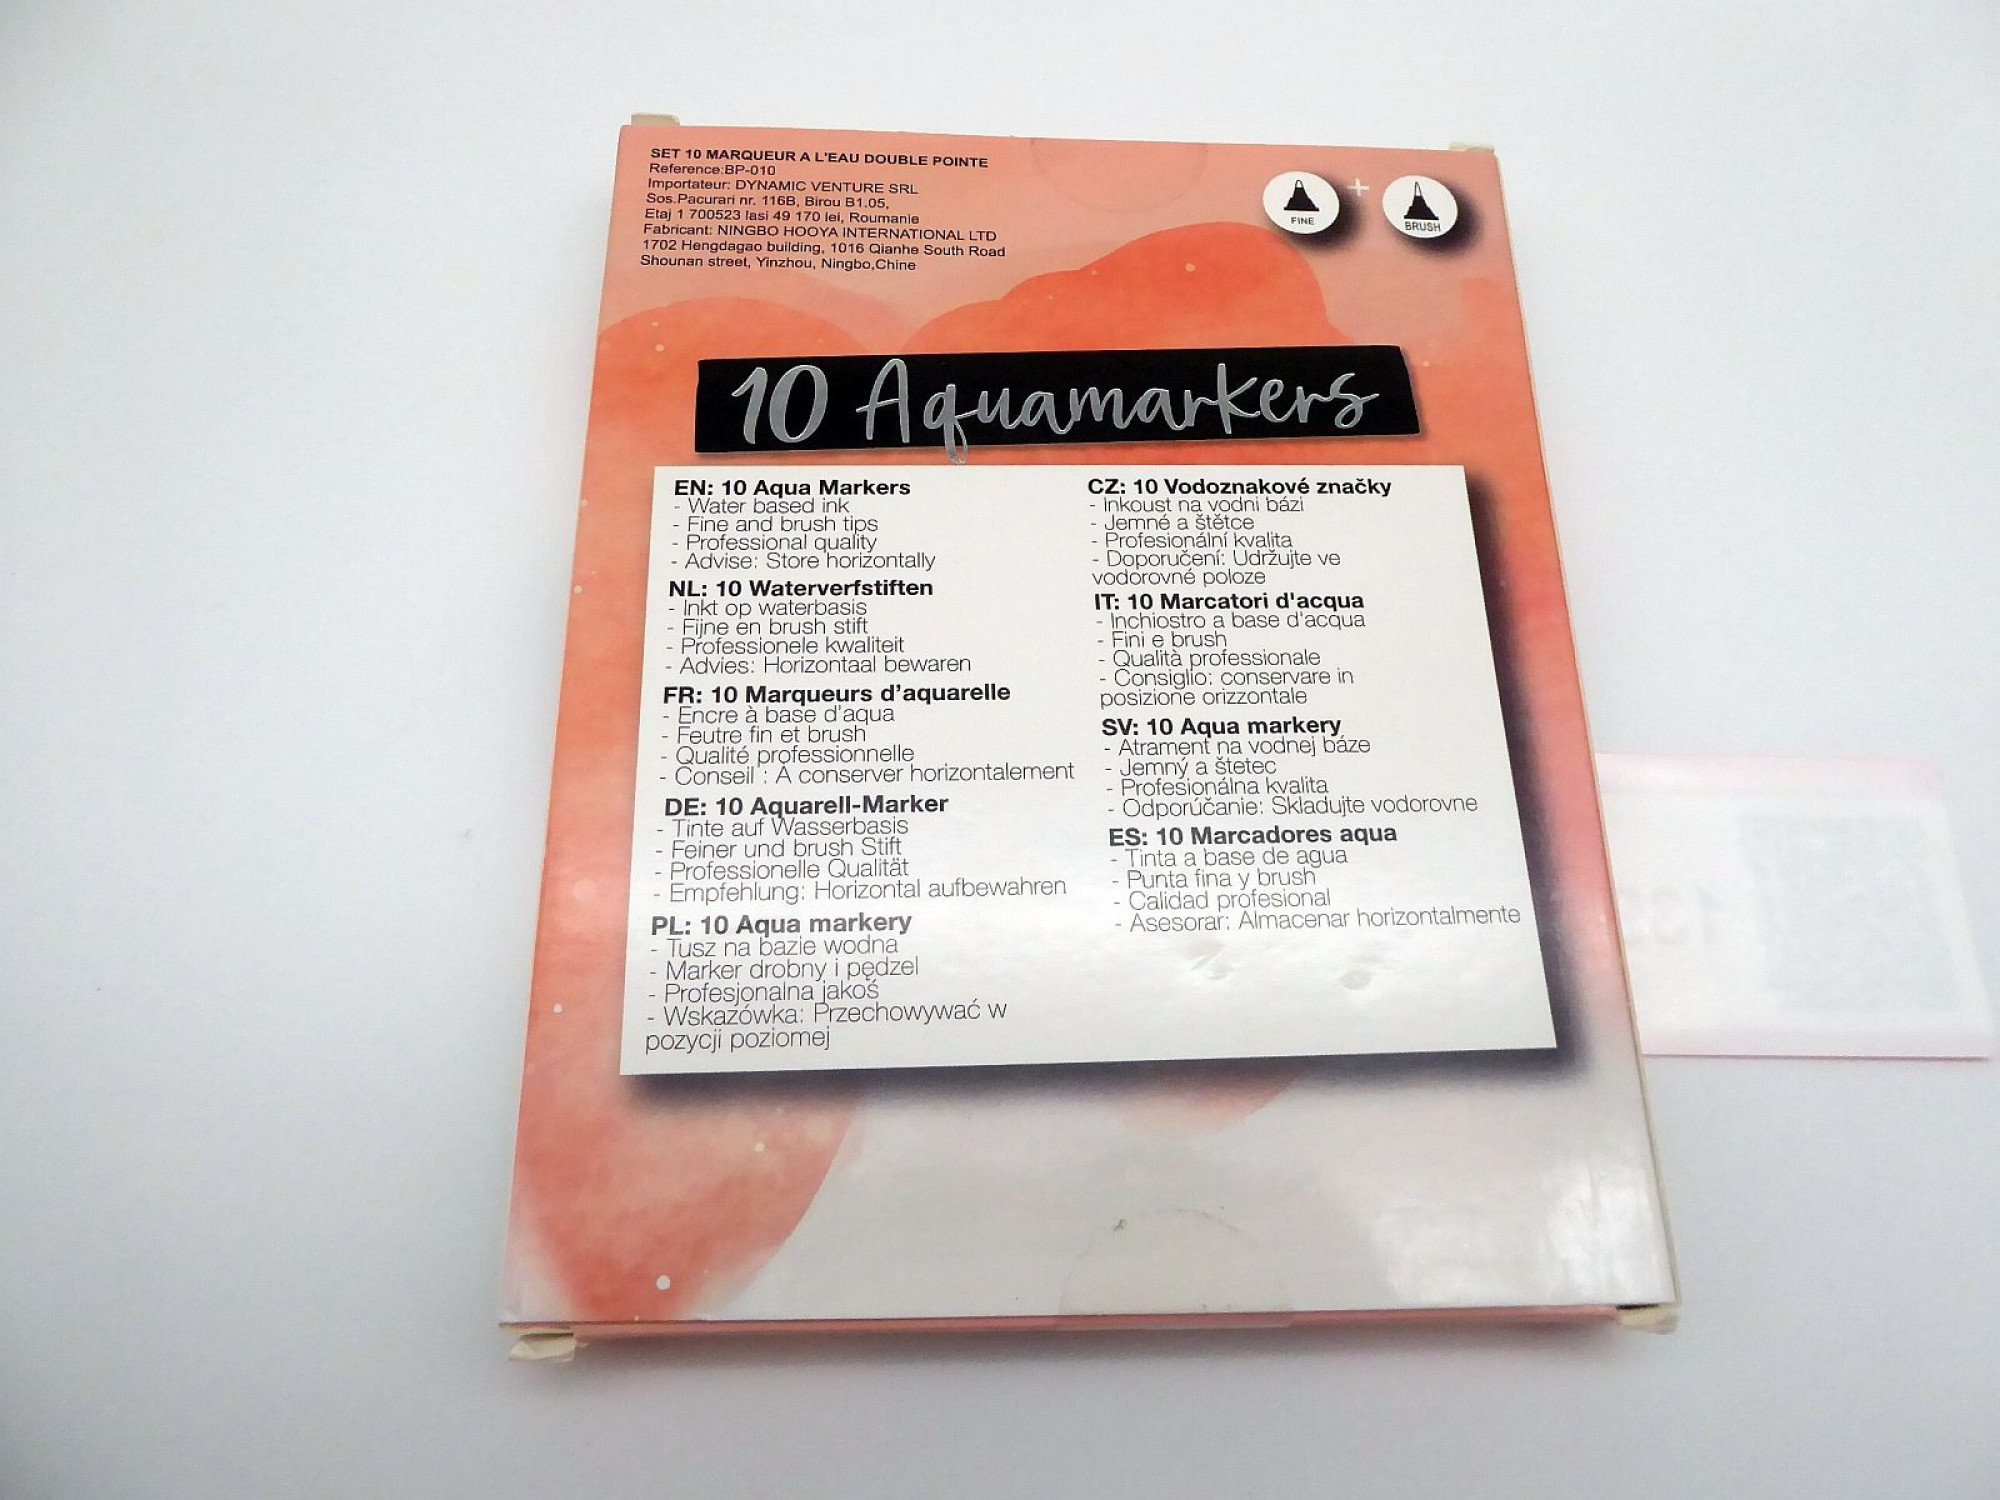 SET 10 MARQUEUR A L'EAU DOUBLE POINTE
Reference:BP-010
Importateur: DYNAMIC VENTURE SRL
Sos.Pacurari nr. 116B, Birou B1.05,
Etaj 1 700523 Iasi 49 170 lei, Roumanie
Fabricant: NINGBO HOOYA INTERNATIONAL LTD
1702 Hengdagao building, 1016 Qianhe South Road
Shounan street, Yinzhou, Ningbo,Chine
FINE
+
BRUSH
10 Aquamarkers
EN: 10 Aqua Markers
- Water based ink
- Fine and brush tips
- Professional quality
- Advise: Store horizontally
NL: 10 Waterverfstiften
- Inkt op waterbasis
- Fijne en brush stift
- Professionele kwaliteit
- Advies: Horizontaal bewaren
FR: 10 Marqueurs d'aquarelle
- Encre à base d'aqua
- Feutre fin et brush
- Qualité professionnelle
- Conseil : À conserver horizontalement
DE: 10 Aquarell-Marker
- Tinte auf Wasserbasis
- Feiner und brush Stift
- Professionelle Qualität
- Empfehlung: Horizontal aufbewahren
PL: 10 Aqua markery
- Tusz na bazie wodna
- Marker drobny i pędzel
- Profesjonalna jakoś
- Wskazówka: Przechowywać w
pozycji poziomej
CZ: 10 Vodoznakové značky
- Inkoust na vodni bázi
- Jemné a štětce
- Profesionální kvalita
- Doporučení: Udržujte ve
vodorovné poloze
IT: 10 Marcatori d'acqua
- Inchiostro a base d'acqua
- Fini e brush
- Qualità professionale
- Consiglio: conservare in
posizione orizzontale
SV: 10 Aqua markery
- Atrament na vodnej báze
- Jemný a štetec
- Profesionálna kvalita
- Odporúčanie: Skladujte vodorovne
ES: 10 Marcadores aqua
- Tinta a base de agua
- Punta fina y brush
- Calidad profesional
- Asesorar: Almacenar horizontalmente